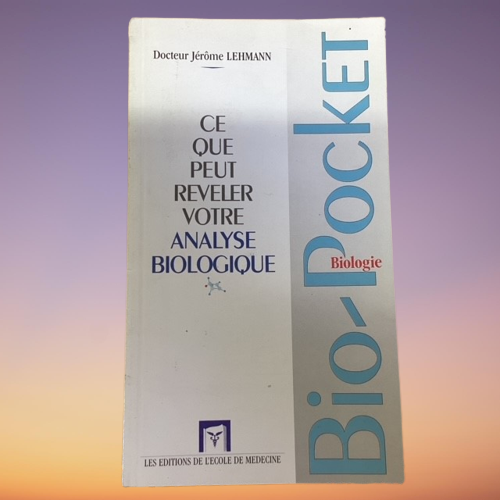 Docteur Jérôme LEHMANN
CE
QUE
PEUT
REVELER
VOTRE
ANALYSE
BIOLOGIQUE
LES EDITIONS DE L'ECOLE DE MEDECINE
Bio-PockET
Biologie